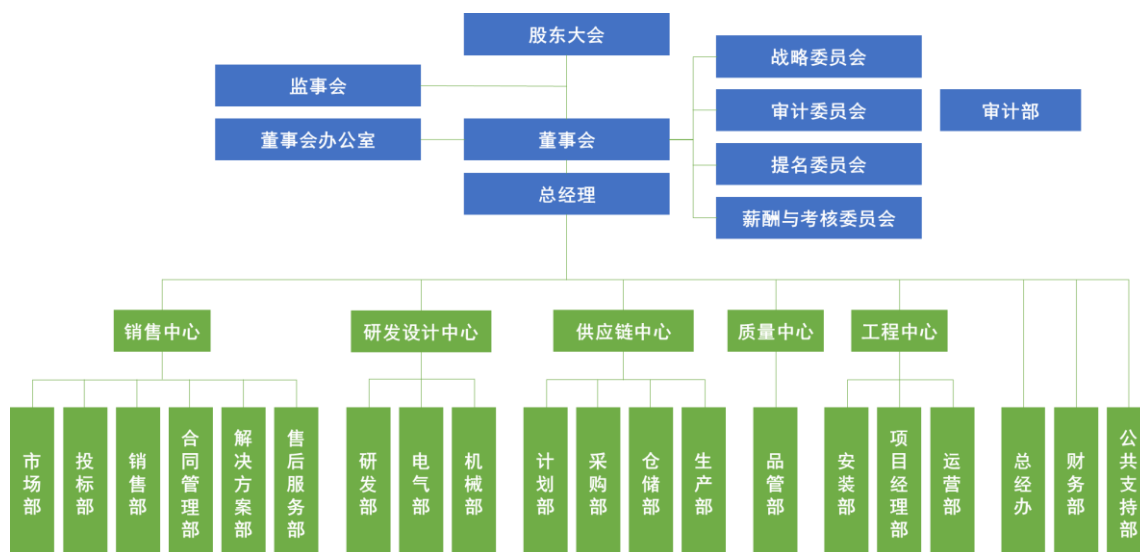 股东大会
监事会
战略委员会
审计委员会
审计部
董事会办公室
董事会
提名委员会
总经理
薪酬与考核委员会
销售中心
研发设计中心
供应链中心
质量中心
工程中心
市场部
投标部
销售部
合同管理部
解决方案部
售后服务部
研发部
电气部
机械部
计划部
采购部
仓储部
生产部
品管部
安装部
项目经理部
运营部
总经办
财务部
公共支持部